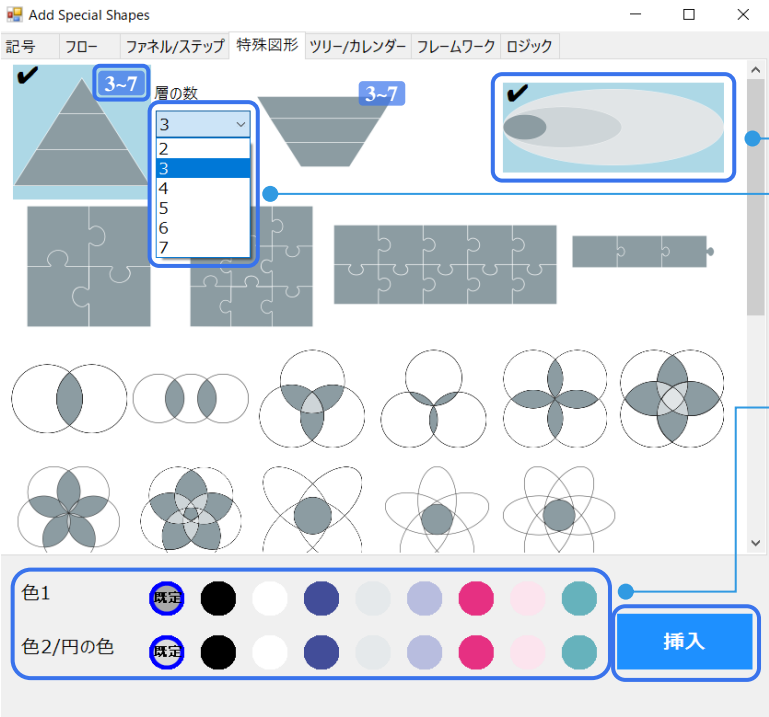 Add Special Shapes
記号 フロー ファネル/ステップ 特殊図形 ツリー/カレンダー フレームワーク ロジック
3~7
層の数
3~7
3
2
3
4
5
6
7
色1
既定
色2/円の色
既定
挿入